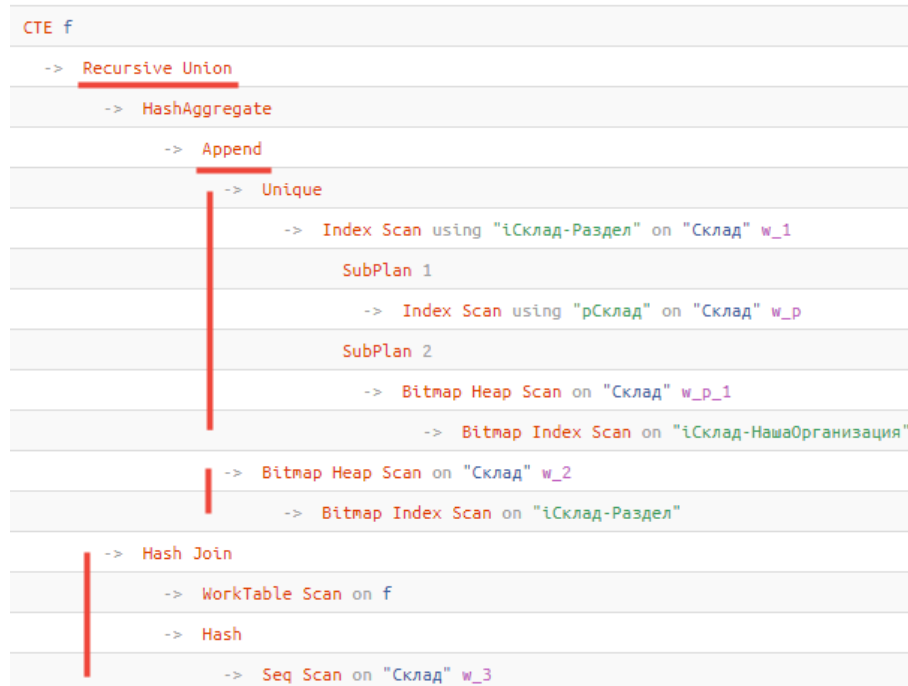 CTE f
-> Recursive Union
-> HashAggregate
-> Append
-> Unique
-> Index Scan using "iСклад-Раздел" on "Склад" w_1
SubPlan 1
-> Index Scan using "pСклад" on "Склад" w_p
SubPlan 2
-> Bitmap Heap Scan on "Склад" w_p_1
-> Bitmap Index Scan on "iСклад-НашаОрганизация"
-> Bitmap Heap Scan on "Склад" w_2
-> Bitmap Index Scan on "iСклад-Раздел"
-> Hash Join
-> WorkTable Scan on f
-> Hash
-> Seq Scan on "Склад" w_3